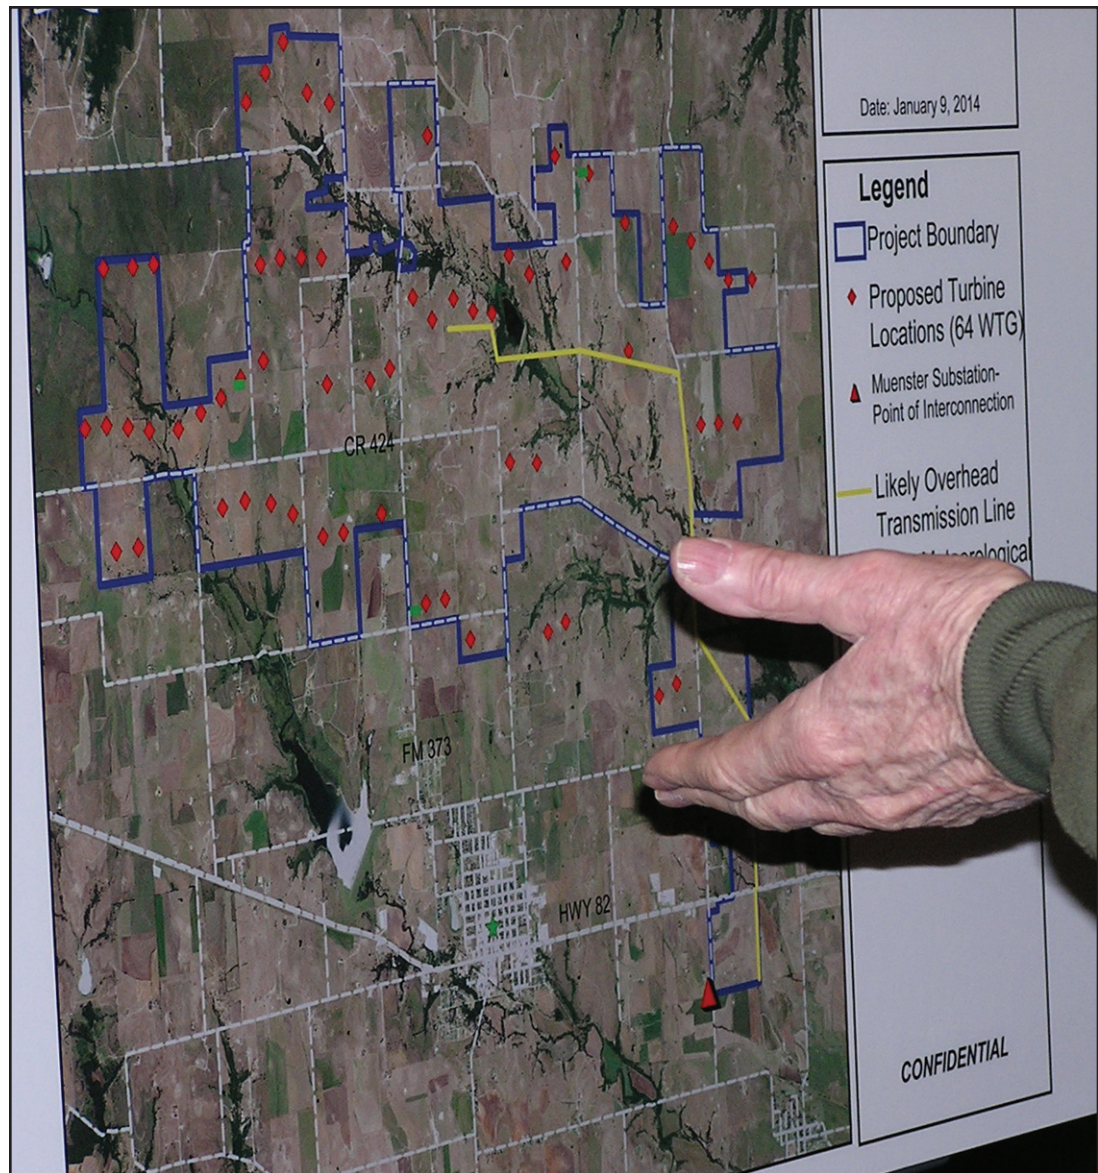 Date: January 9, 2014
Legend
Project Boundary
Proposed Turbine
Locations (64 WTG)
Muenster Substation-
Point of Interconnection
Likely Overhead
Transmission Line
CR 424
FM 373
HWY 82
CONFIDENTIAL